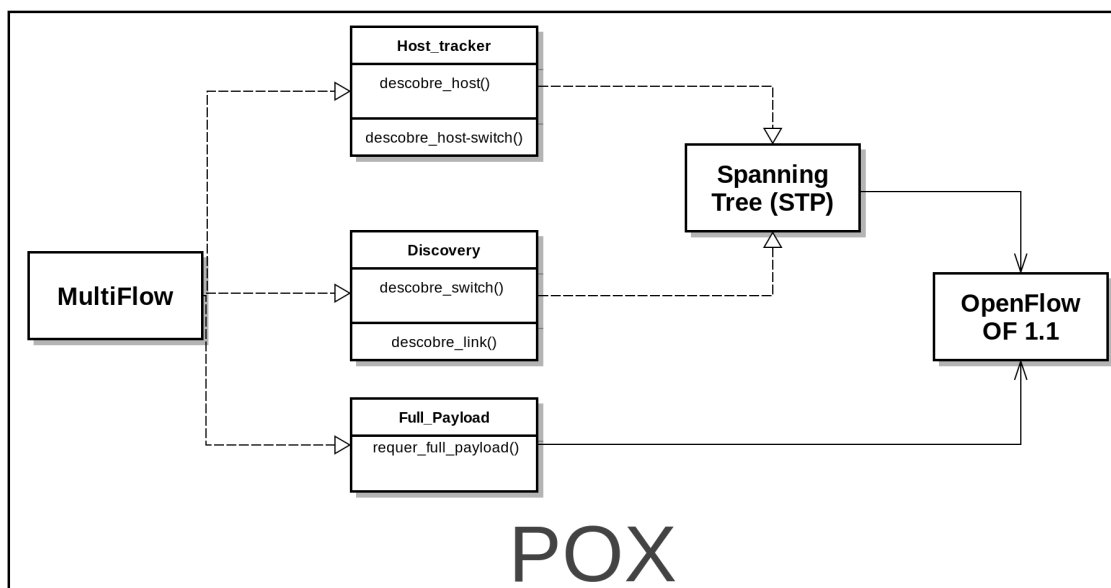 Host_tracker
descobre_host()
descobre_host-switch()
Spanning
Tree (STP)
Discovery
descobre_switch()
descobre_link()
MultiFlow
OpenFlow
OF 1.1
Full_Payload
requer_full_payload()
POX